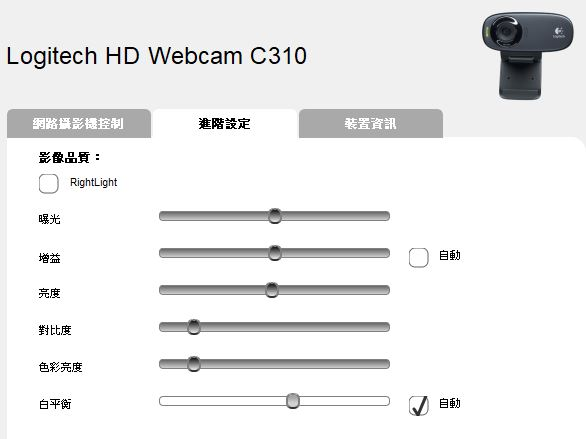 Logitech HD Webcam C310
Logitech
網路攝影機控制
進階設定
裝置資訊
影像品質：
RightLight
曝光
增益
自動
亮度
對比度
色彩亮度
白平衡
自動